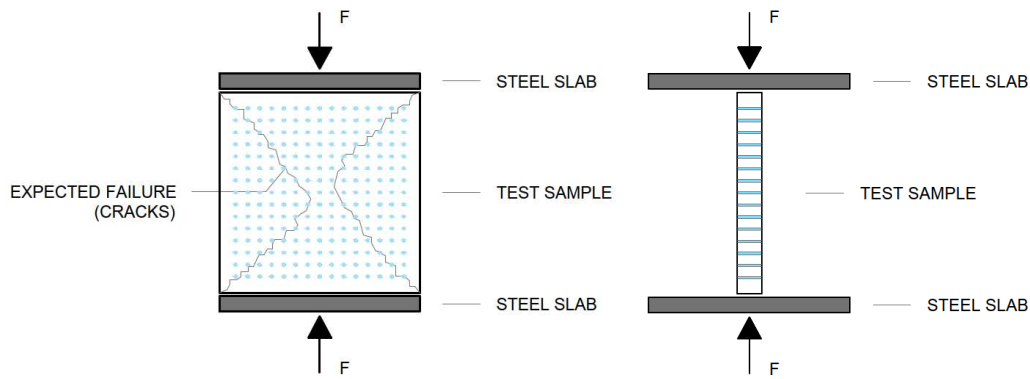 F
F
STEEL SLAB
STEEL SLAB
EXPECTED FAILURE
(CRACKS)
TEST SAMPLE
TEST SAMPLE
STEEL SLAB
STEEL SLAB
F
F